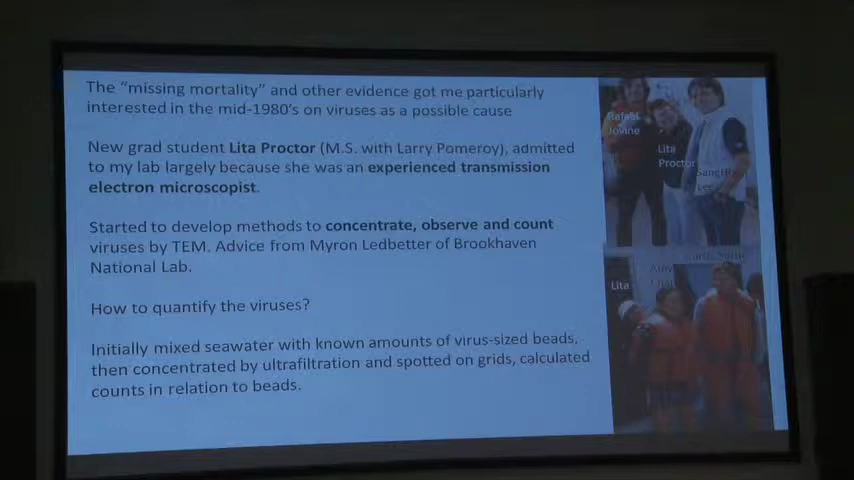 The "missing mortality" and other evidence got me particularly
interested in the mid-1980's on viruses as a possible cause
New grad student Lita Proctor (M.S. with Larry Pomeroy), admitted
to my lab largely because she was an experienced transmission
electron microscopist.
Started to develop methods to concentrate, observe and count
viruses by TEM. Advice from Myron Ledbetter of Brookhaven
National Lab.
How to quantify the viruses?
Initially mixed seawater with known amounts of virus-sized beads,
then concentrated by ultrafiltration and spotted on grids, calculated
counts in relation to beads.
Rafael
Jovine
Lita
Proctor
Lee
Lita
Amy